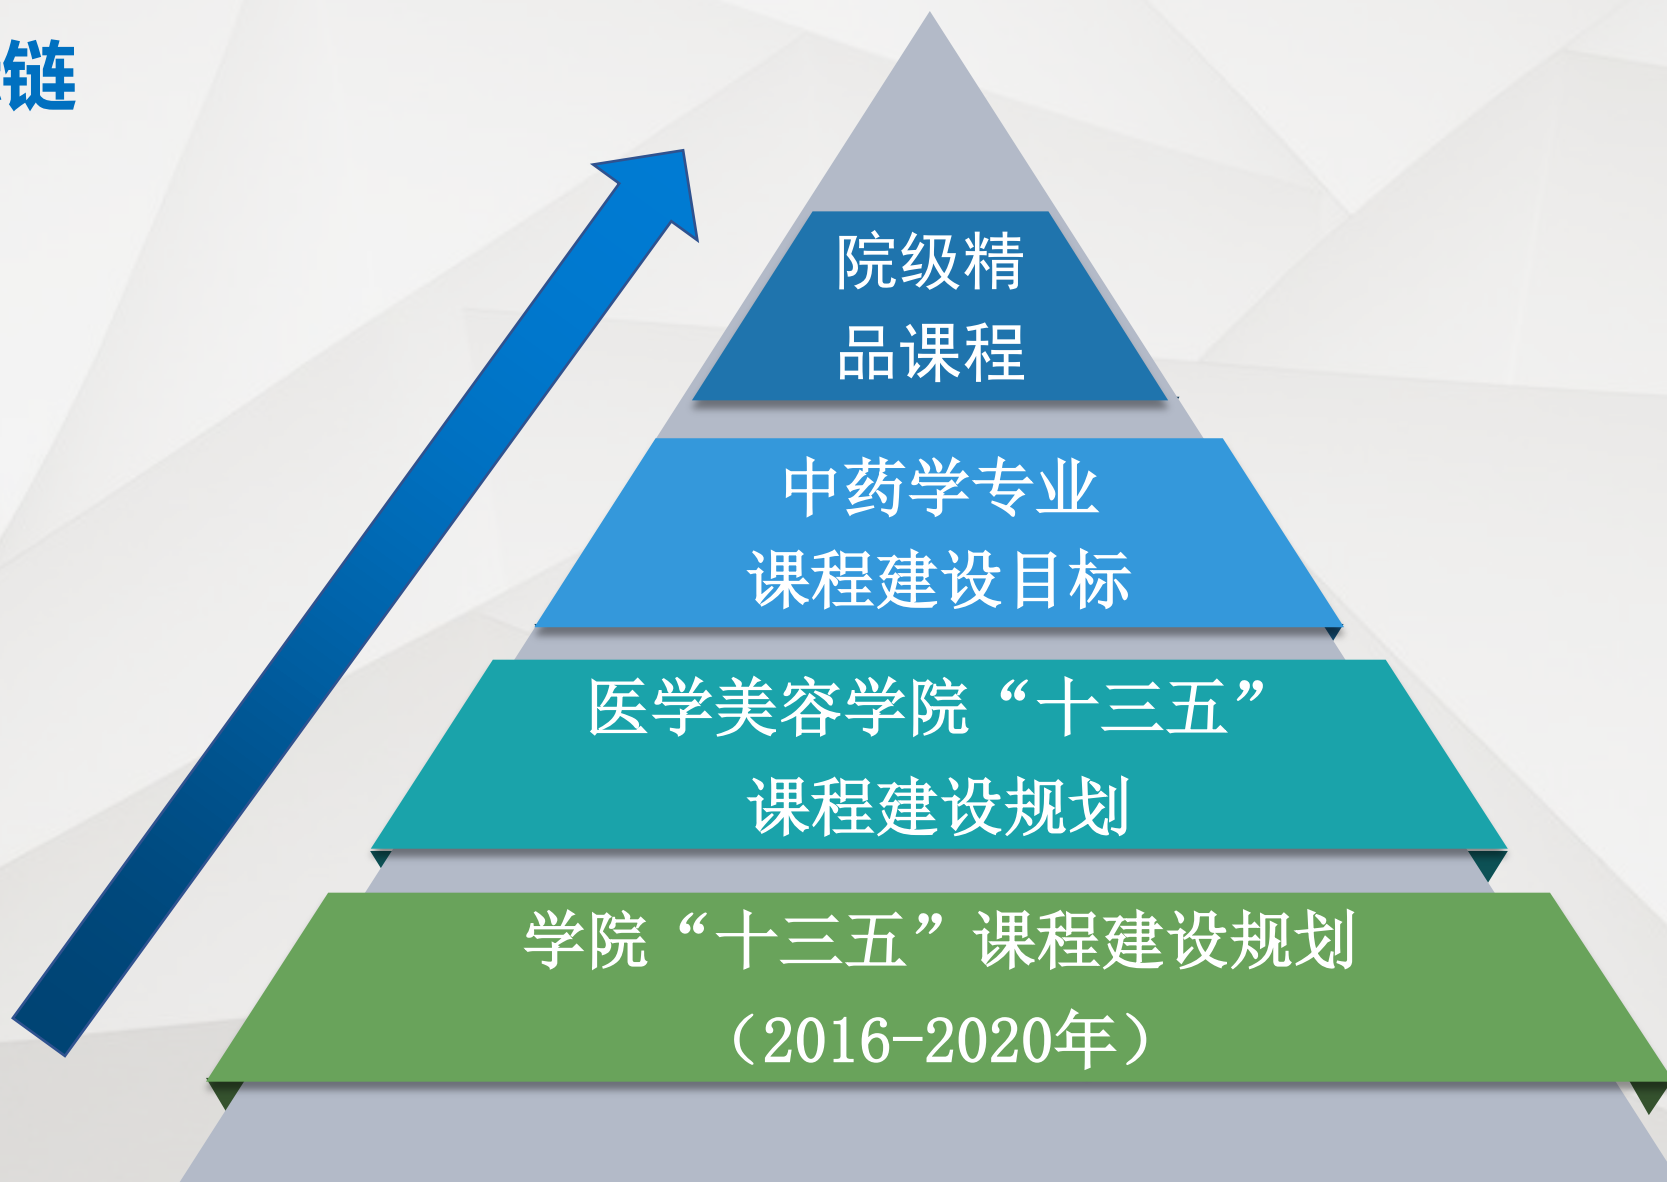 链
院级精
品课程
中药学专业
课程建设目标
医学美容学院“十三五”
课程建设规划
学院“十三五”课程建设规划
（2016-2020年）